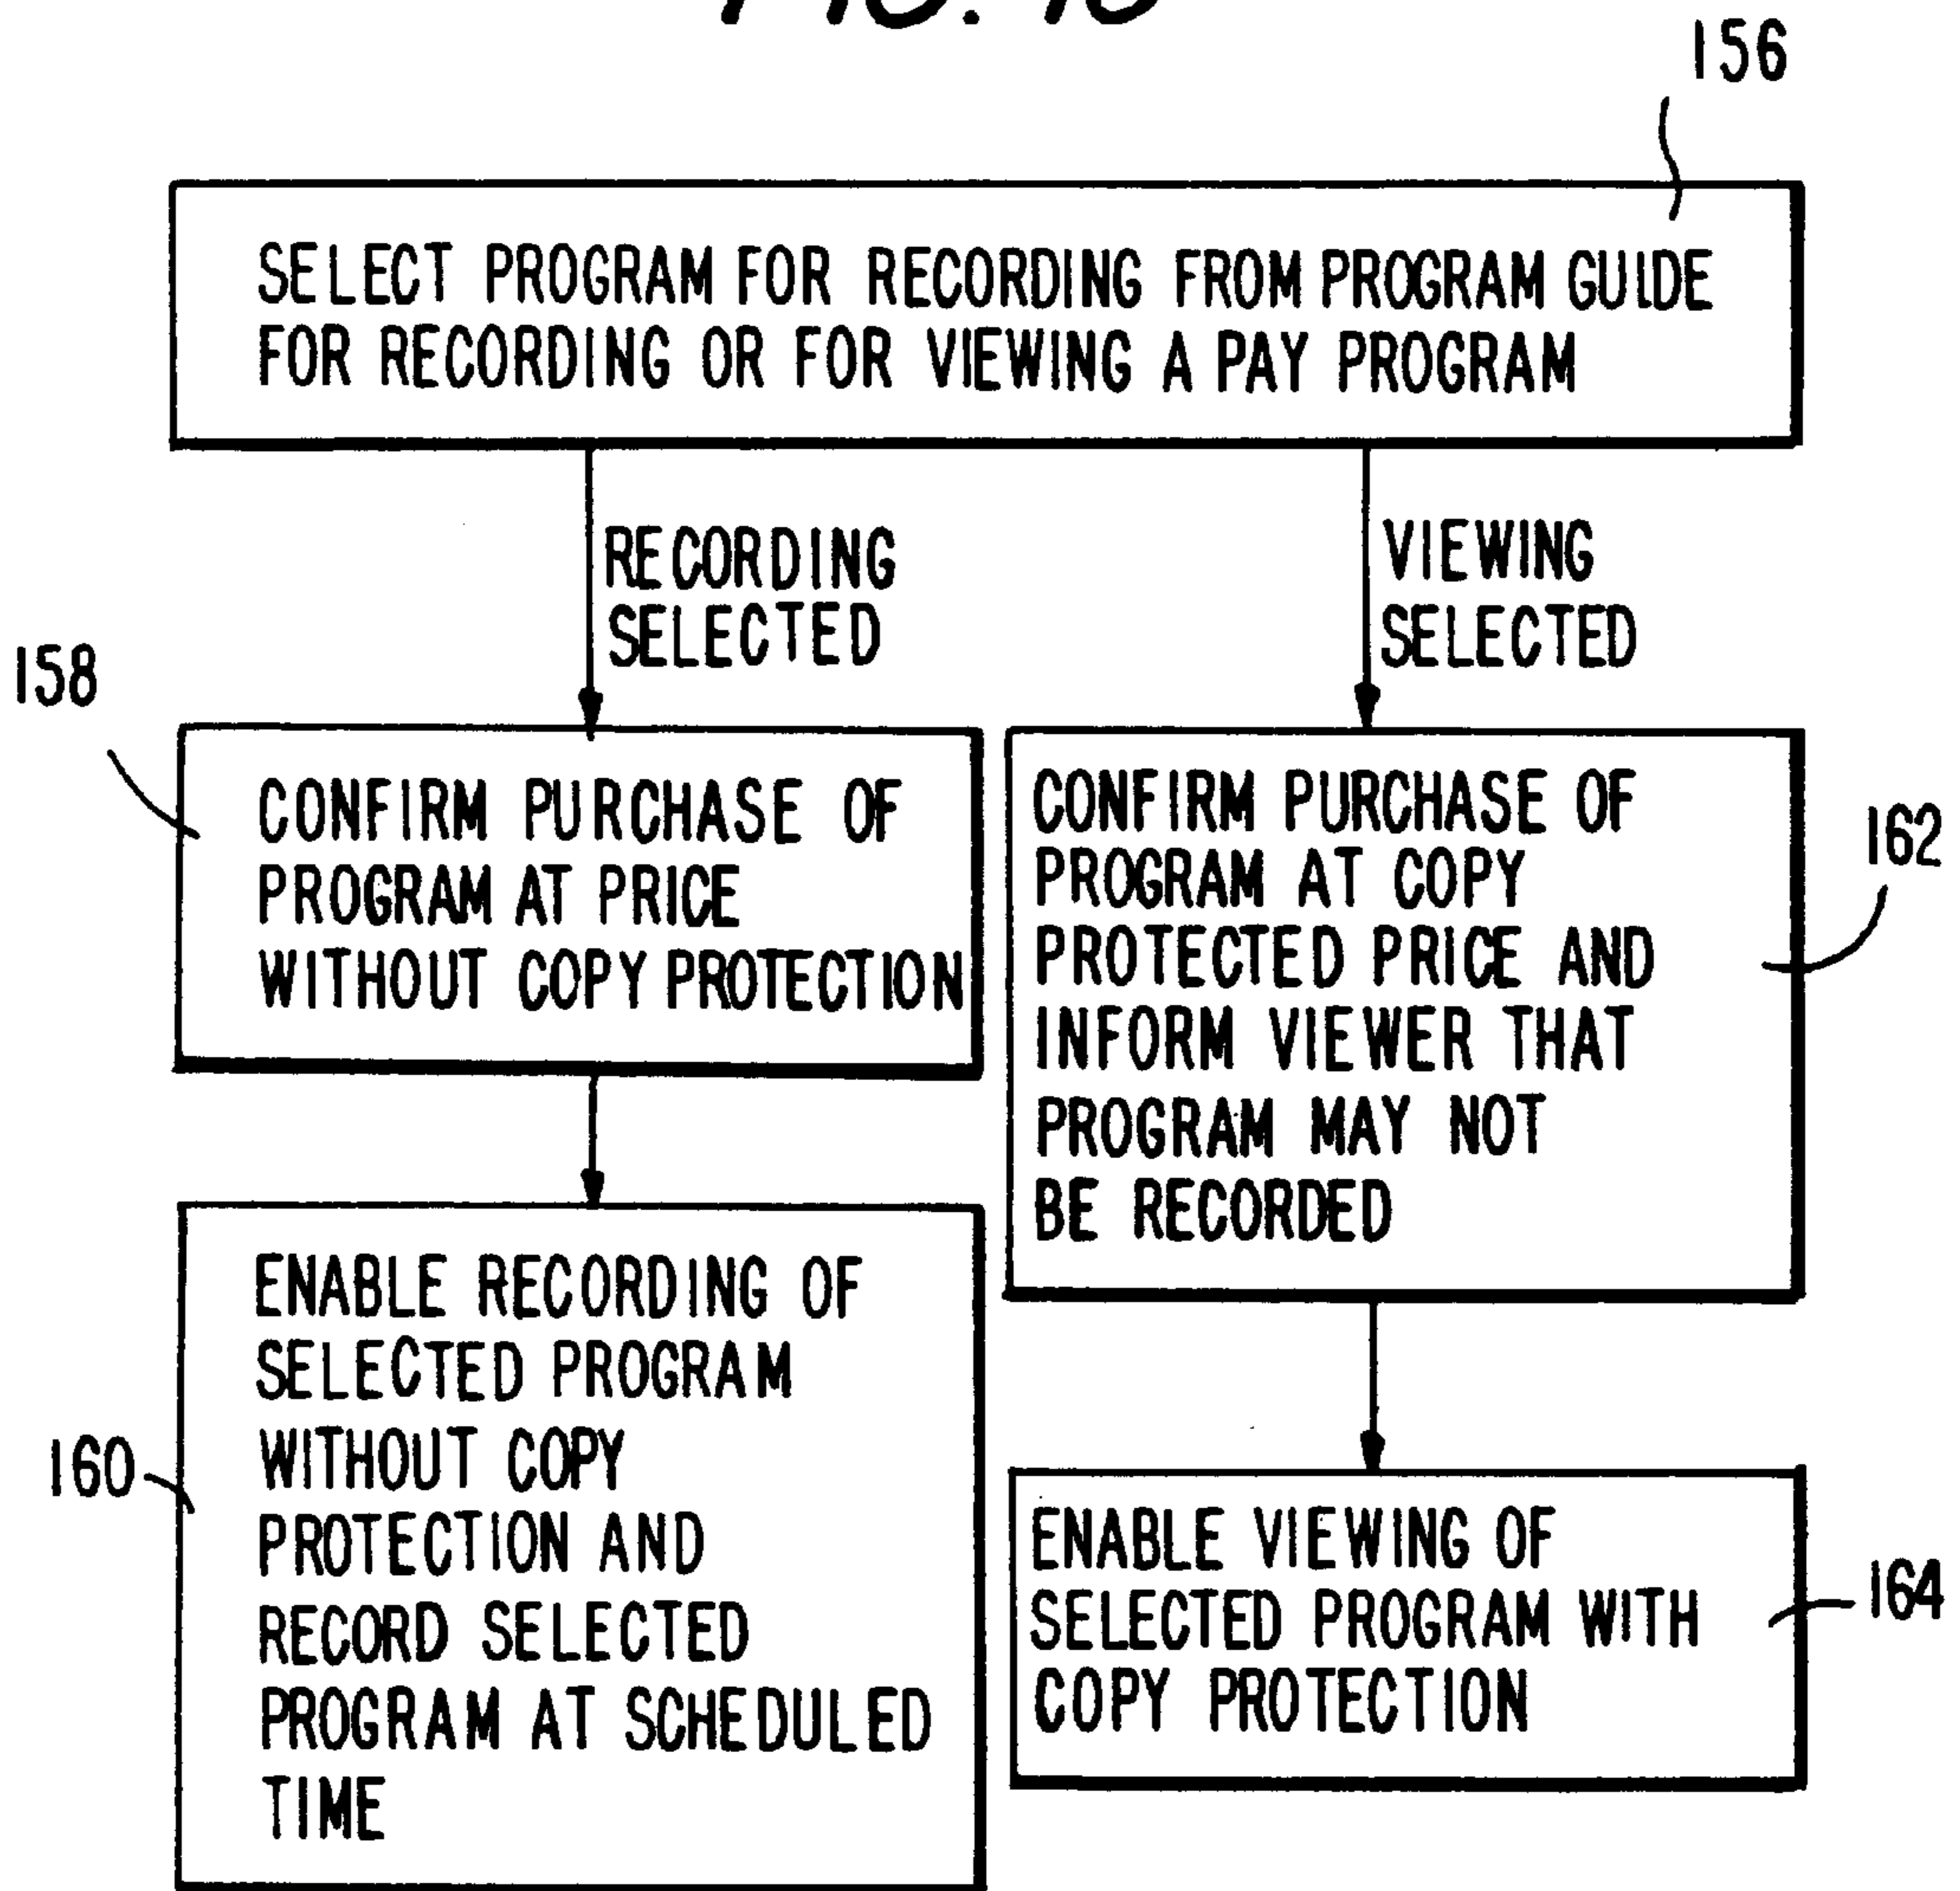 156
SELECT PROGRAM FOR RECORDING FROM PROGRAM GUIDE
FOR RECORDING OR FOR VIEWING A PAY PROGRAM
RECORDING
SELECTED
VIEWING
SELECTED
158
CONFIRM PURCHASE OF
PROGRAM AT PRICE
WITHOUT COPY PROTECTION
CONFIRM PURCHASE OF
PROGRAM AT COPY
PROTECTED PRICE AND
INFORM VIEWER THAT
PROGRAM MAY NOT
BE RECORDED
162
ENABLE RECORDING OF
SELECTED PROGRAM
WITHOUT COPY
PROTECTION AND
RECORD SELECTED
PROGRAM AT SCHEDULED
TIME
160
ENABLE VIEWING OF
SELECTED PROGRAM WITH
COPY PROTECTION
164